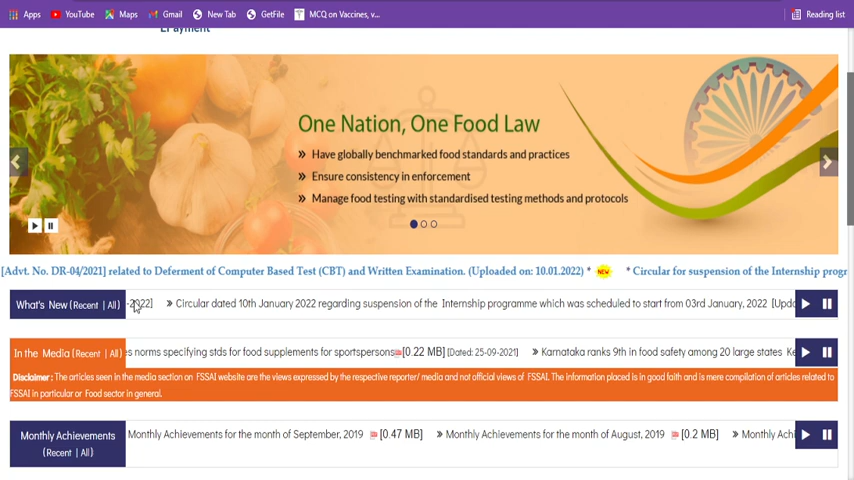 Apps YouTube Maps Gmail New Tab GetFile MCQ on Vaccines, v... Reading list
EPayment
One Nation, One Food Law
» Have globally benchmarked food standards and practices
» Ensure consistency in enforcement
» Manage food testing with standardised testing methods and protocols
[Advt. No. DR-04/2021] related to Deferment of Computer Based Test (CBT) and Written Examination. (Uploaded on: 10.01.2022) * NEW * Circular for suspension of the Internship progr
What's New (Recent | All) -2022] » Circular dated 10th January 2022 regarding suspension of the Internship programme which was scheduled to start from 03rd January, 2022 [Upda
In the Media (Recent | All) s norms specifying stds for food supplements for sportspersons [0.22 MB] [Dated: 25-09-2021] » Karnataka ranks 9th in food safety among 20 large states Ke
Disclaimer : The articles seen in the media section on FSSAI website are the views expressed by the respective reporter/ media and not official views of FSSAI. The information placed is in good faith and is mere compilation of articles related to
FSSAI in particular or Food sector in general.
Monthly Achievements Monthly Achievements for the month of September, 2019 [0.47 MB] » Monthly Achievements for the month of August, 2019 [0.2 MB] » Monthly Achi
(Recent | All)